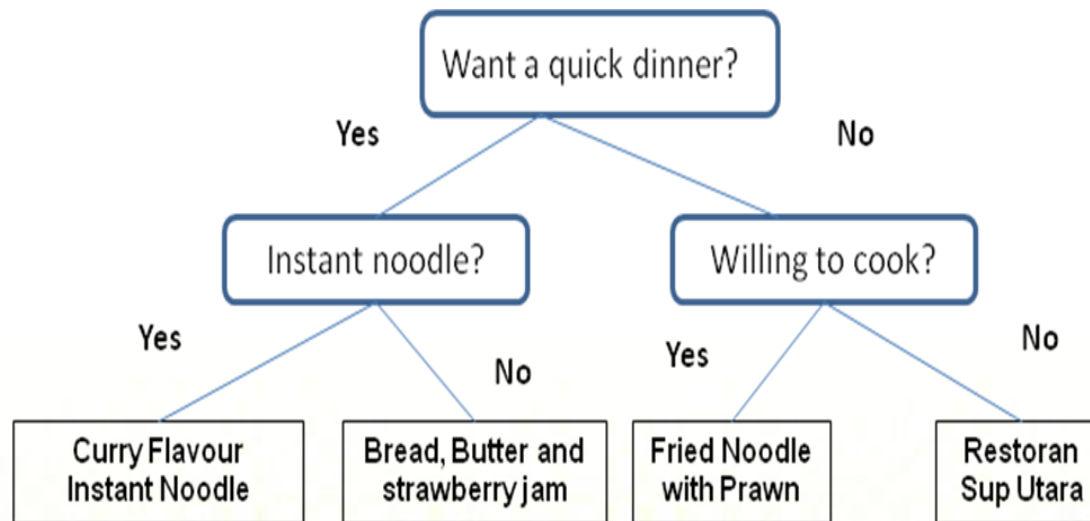 Want a quick dinner?
Yes
No
Instant noodle?
Willing to cook?
Yes
No
Yes
No
Curry Flavour
Instant Noodle
Bread, Butter and
strawberry jam
Fried Noodle
with Prawn
Restoran
Sup Utara